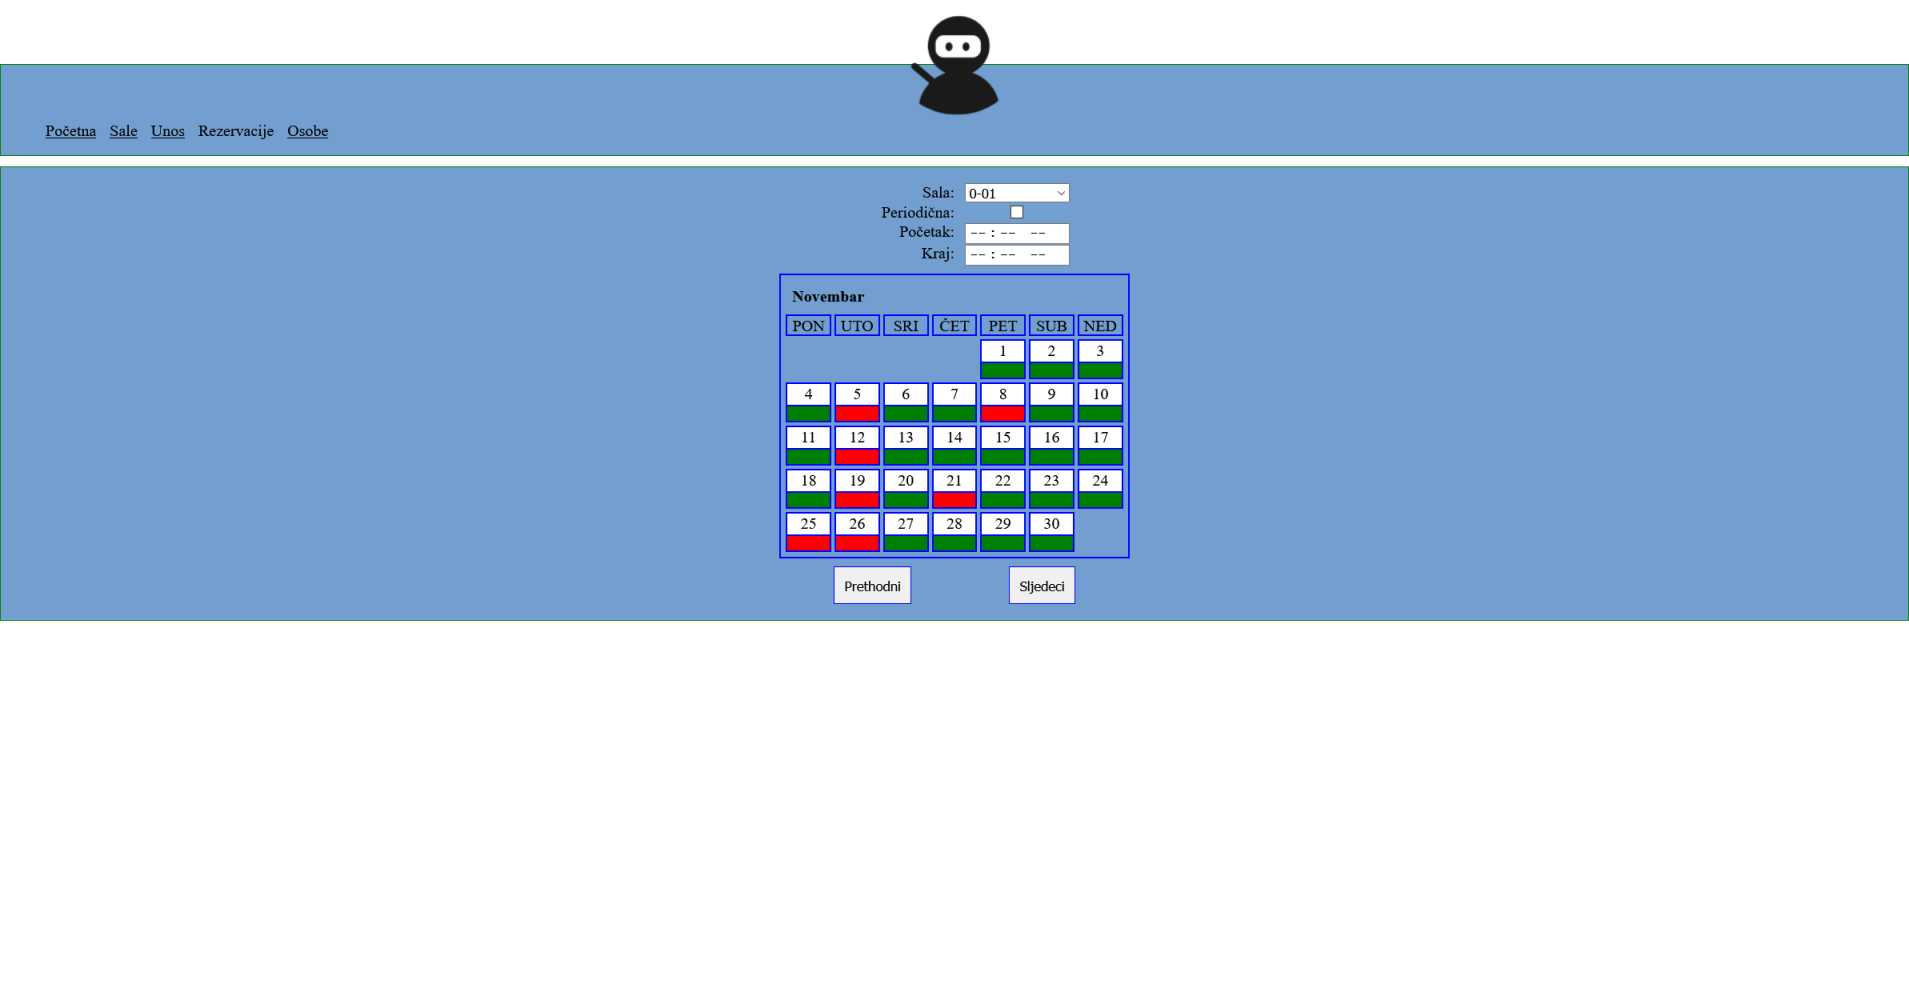 Početna Sale Unos Rezervacije Osobe
Sala: 0-01
Periodična:
Početak: --:-- --
Kraj: --:-- --
Novembar
PON UTO SRI ČET PET SUB NED
1 2 3
4 5 6 7 8 9 10
11 12 13 14 15 16 17
18 19 20 21 22 23 24
25 26 27 28 29 30
Prethodni Sljedeci